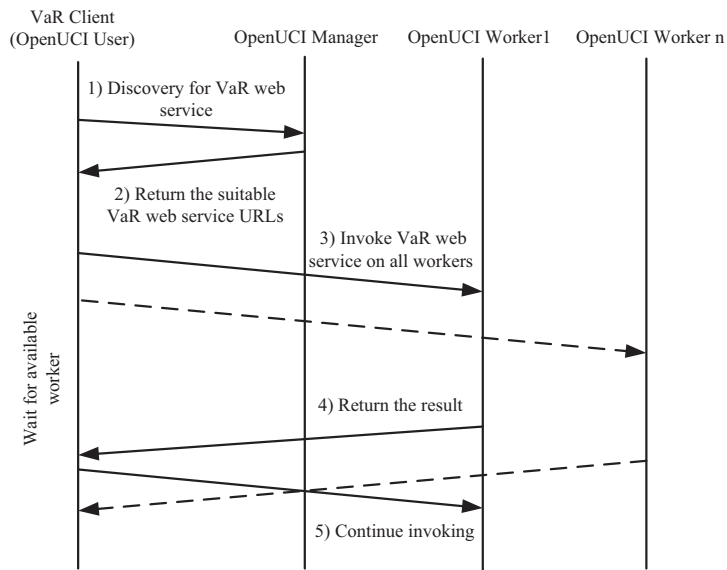 VaR Client
(OpenUCI User)
OpenUCI Manager
OpenUCI Worker1
OpenUCI Worker n
1) Discovery for VaR web
service
2) Return the suitable
VaR web service URLs
3) Invoke VaR web
service on all workers
Wait for available
worker
4) Return the result
5) Continue invoking